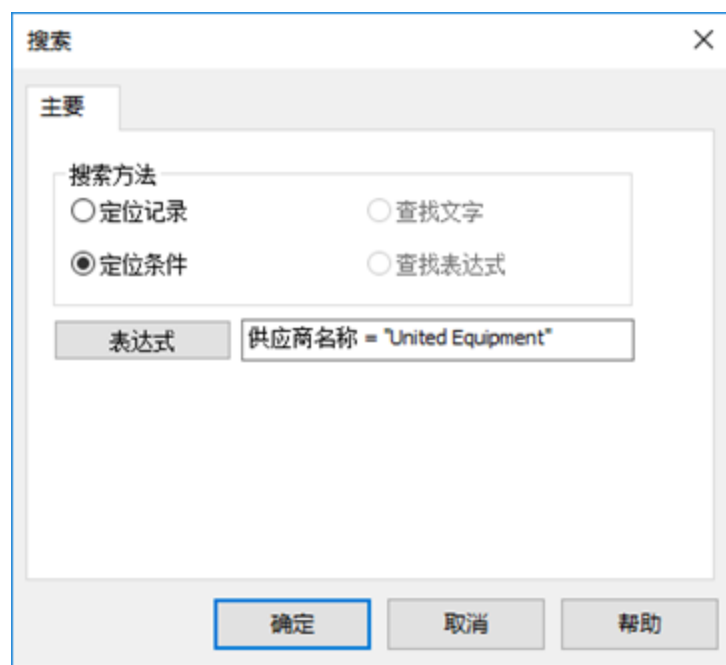 搜索
主要
搜索方法
定位记录 查找文字
定位条件 查找表达式
表达式 供应商名称 = "United Equipment"
确定 取消 帮助